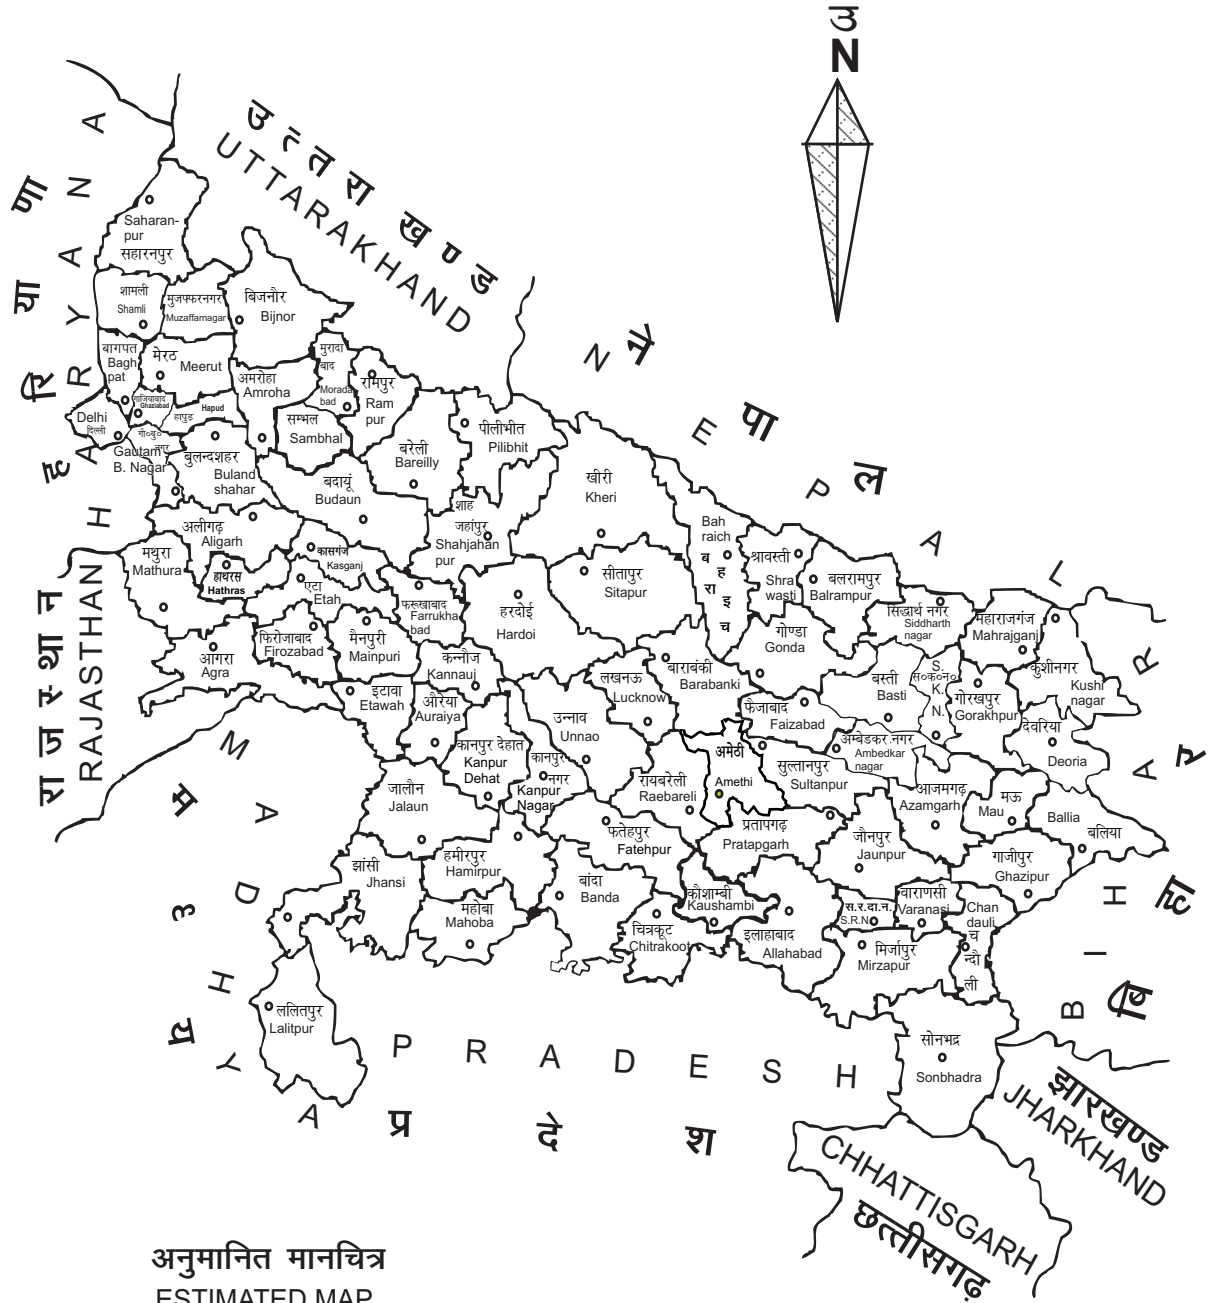 उ
N
उत्तराखण्ड
UTTARAKHAND
हरियाणा
HARYANA
Saharan-
pur
सहारनपुर
शामली
Shamli
मुजफ्फरनगर
Muzaffarnagar
बिजनौर
Bijnor
बागपत
Bagh
pat
मेरठ
Meerut
अमरोहा
Amroha
मुरादा
बाद
Morada
bad
रामपुर
Ram
pur
नेपाल
NEPAL
Delhi
दिल्ली
गाजियाबाद
Ghaziabad
हापुड़
Hapud
सम्भल
Sambhal
बरेली
Bareilly
पीलीभीत
Pilibhit
गौ०बु०
नगर
Gautam
B. Nagar
बुलन्दशहर
Buland
shahar
बदायूं
Budaun
खीरी
Kheri
अलीगढ़
Aligarh
शाह
जहांपुर
Shahjahan
pur
Bah
raich
बहराइच
श्रावस्ती
Shra
wasti
बलरामपुर
Balrampur
मथुरा
Mathura
हाथरस
Hathras
कासगंज
Kasganj
एटा
Etah
फरूखाबाद
Farrukha
bad
हरदोई
Hardoi
सीतापुर
Sitapur
गोण्डा
Gonda
सिद्धार्थ नगर
Siddharth
nagar
महाराजगंज
Mahrajganj
राजस्थान
RAJASTHAN
आगरा
Agra
फिरोजाबाद
Firozabad
मैनपुरी
Mainpuri
कन्नौज
Kannauj
लखनऊ
Lucknow
बाराबंकी
Barabanki
बस्ती
Basti
S.
सं०क०न०
K.
N.
गोरखपुर
Gorakhpur
कुशीनगर
Kushi
nagar
इटावा
Etawah
औरैया
Auraiya
उन्नाव
Unnao
फैजाबाद
Faizabad
अम्बेडकर नगर
Ambedkar
nagar
देवरिया
Deoria
कानपुर देहात
Kanpur
Dehat
कानपुर
नगर
Kanpur
Nagar
रायबरेली
Raebareli
अमेठी
Amethi
सुल्तानपुर
Sultanpur
आजमगढ़
Azamgarh
मऊ
Mau
Ballia
बलिया
जालौन
Jalaun
फतेहपुर
Fatehpur
प्रतापगढ़
Pratapgarh
जौनपुर
Jaunpur
गाजीपुर
Ghazipur
झांसी
Jhansi
हमीरपुर
Hamirpur
महोबा
Mahoba
बांदा
Banda
कौशाम्बी
Kaushambi
चित्रकूट
Chitrakoot
इलाहाबाद
Allahabad
स.र.दा.न.
S.R.N
वाराणसी
Varanasi
Chan
dauli
चन्दौली
मिर्जापुर
Mirzapur
ललितपुर
Lalitpur
सोनभद्र
Sonbhadra
मध्य प्रदेश
MADHYA PRADESH
बिहार
BIHAR
झारखण्ड
JHARKHAND
CHHATTISGARH
छत्तीसगढ़
अनुमानित मानचित्र
ESTIMATED MAP